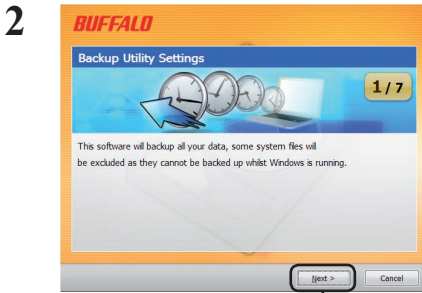 2
BUFFALO
Backup Utility Settings
1 / 7
This software will backup all your data, some system files will
be excluded as they cannot be backed up whilst Windows is running.
Next >
Cancel